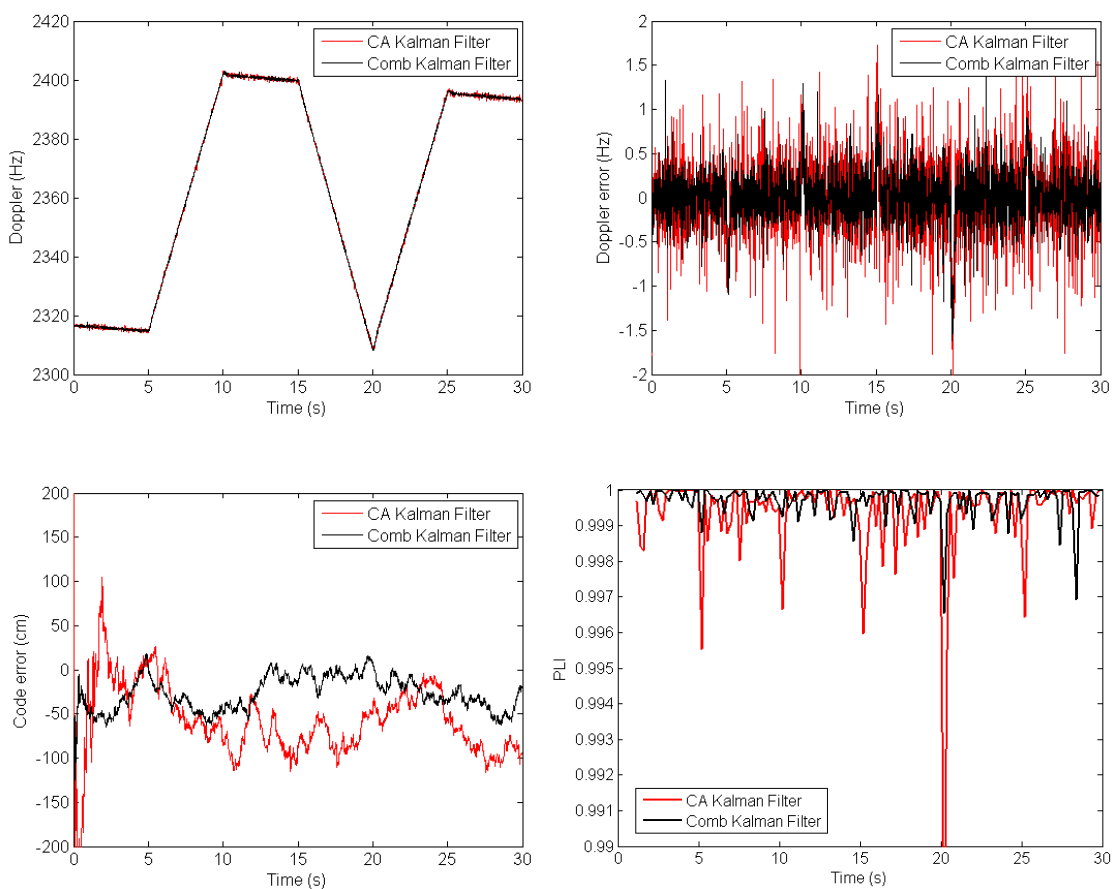 2420
2400
2380
2360
2340
2320
2300
Doppler (Hz)
CA Kalman Filter
Comb Kalman Filter
0 5 10 15 20 25 30
Time (s)
2
1.5
1
0.5
0
-0.5
-1
-1.5
-2
Doppler error (Hz)
CA Kalman Filter
Comb Kalman Filter
0 5 10 15 20 25 30
Time (s)
200
150
100
50
0
-50
-100
-150
-200
Code error (cm)
CA Kalman Filter
Comb Kalman Filter
0 5 10 15 20 25 30
Time (s)
1
0.999
0.998
0.997
0.996
0.995
0.994
0.993
0.992
0.991
0.99
PLI
CA Kalman Filter
Comb Kalman Filter
0 5 10 15 20 25 30
Time (s)